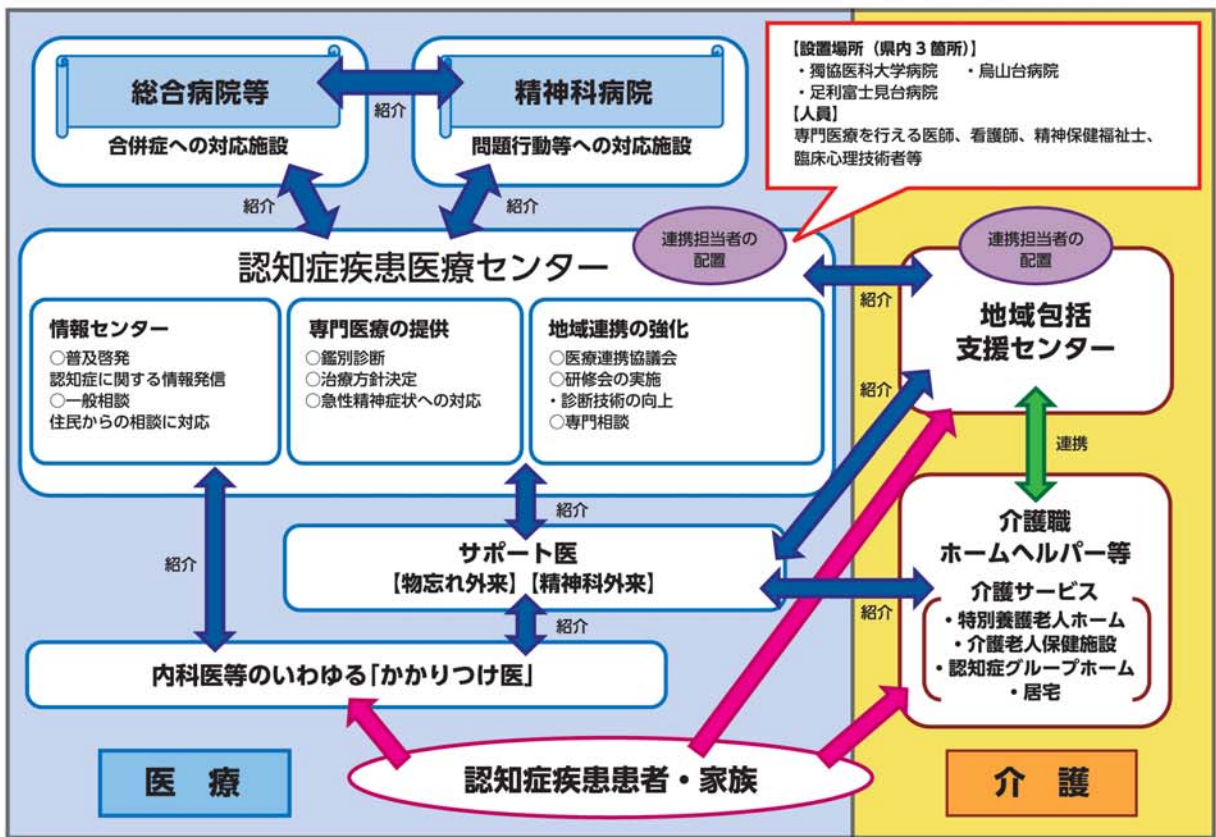 総合病院等
合併症への対応施設
紹介
精神科病院
問題行動等への対応施設
【設置場所（県内3箇所）】
・獨協医科大学病院　・烏山台病院
・足利富士見台病院
【人員】
専門医療を行える医師、看護師、精神保健福祉士、
臨床心理技術者等
紹介
紹介
認知症疾患医療センター
連携担当者の
配置
情報センター
○普及啓発
認知症に関する情報発信
○一般相談
住民からの相談に対応
専門医療の提供
○鑑別診断
○治療方針決定
○急性精神症状への対応
地域連携の強化
○医療連携協議会
○研修会の実施
・診断技術の向上
○専門相談
紹介
連携担当者の
配置
地域包括
支援センター
紹介
連携
紹介
紹介
サポート医
【物忘れ外来】【精神科外来】
紹介
紹介
介護職
ホームヘルパー等
介護サービス
・特別養護老人ホーム
・介護老人保健施設
・認知症グループホーム
・居宅
内科医等のいわゆる「かかりつけ医」
認知症疾患患者・家族
医療
介護